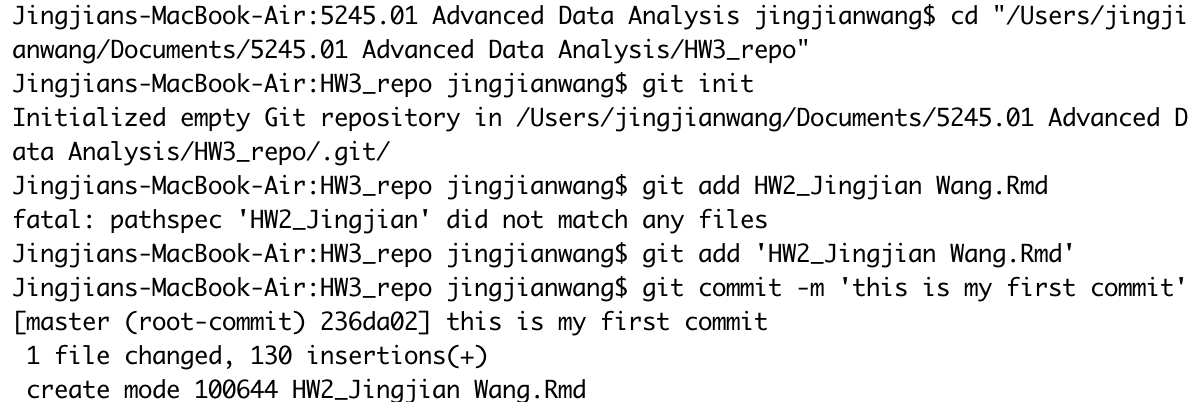 Jingjians-MacBook-Air:5245.01 Advanced Data Analysis jingjianwang$ cd "/Users/jingji
anwang/Documents/5245.01 Advanced Data Analysis/HW3_repo"
Jingjians-MacBook-Air:HW3_repo jingjianwang$ git init
Initialized empty Git repository in /Users/jingjianwang/Documents/5245.01 Advanced D
ata Analysis/HW3_repo/.git/
Jingjians-MacBook-Air:HW3_repo jingjianwang$ git add HW2_Jingjian Wang.Rmd
fatal: pathspec 'HW2_Jingjian' did not match any files
Jingjians-MacBook-Air:HW3_repo jingjianwang$ git add 'HW2_Jingjian Wang.Rmd'
Jingjians-MacBook-Air:HW3_repo jingjianwang$ git commit -m 'this is my first commit'
[master (root-commit) 236da02] this is my first commit
 1 file changed, 130 insertions(+)
 create mode 100644 HW2_Jingjian Wang.Rmd